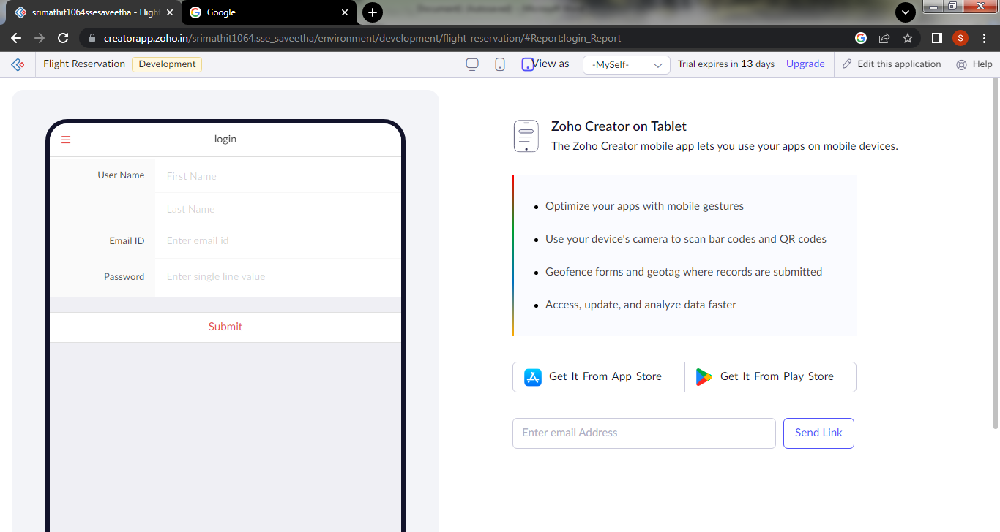 srimathit1064ssesaveetha - Flight
Google
creatorapp.zoho.in/srimathit1064.sse_saveetha/environment/development/flight-reservation/#Report:login_Report
S
Flight Reservation Development View as -MySelf- Trial expires in 13 days Upgrade Edit this application Help
login
User Name First Name
Last Name
Email ID Enter email id
Password Enter single line value
Submit
Zoho Creator on Tablet
The Zoho Creator mobile app lets you use your apps on mobile devices.
Optimize your apps with mobile gestures
Use your device's camera to scan bar codes and QR codes
Geofence forms and geotag where records are submitted
Access, update, and analyze data faster
Get It From App Store Get It From Play Store
Enter email Address Send Link